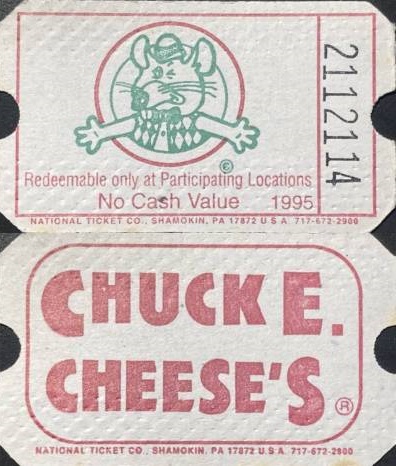 ©
Redeemable only at Participating Locations
No Cash Value 1995
2112114
NATIONAL TICKET CO., SHAMOKIN, PA 17872 U S A 717-672-2900
CHUCK E.
CHEESE'S ®
NATIONAL TICKET CO., SHAMOKIN, PA 17872 U S A 717-672-2900